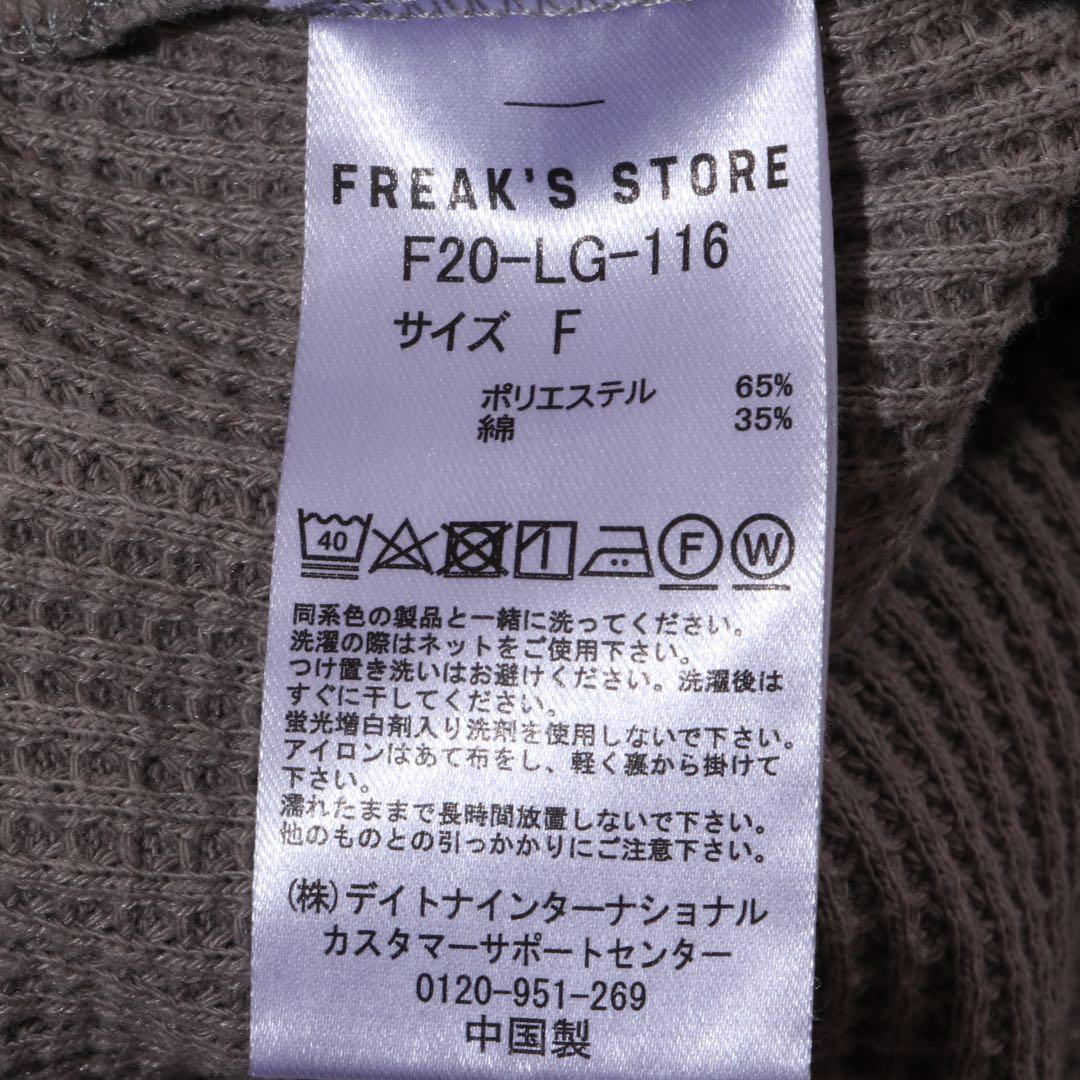 FREAK'S STORE
F20-LG-116
サイズ F
ポリエステル 65%
綿 35%
40 F W
同系色の製品と一緒に洗ってください。
洗濯の際はネットをご使用下さい。
つけ置き洗いはお避けください。洗濯後は
すぐに干してください。
蛍光増白剤入り洗剤を使用しないで下さい。
アイロンはあて布をし、軽く裏から掛けて
下さい。
濡れたままで長時間放置しないで下さい。
他のものとの引っかかりにご注意下さい。
(株)デイトナインターナショナル
カスタマーサポートセンター
0120-951-269
中国製